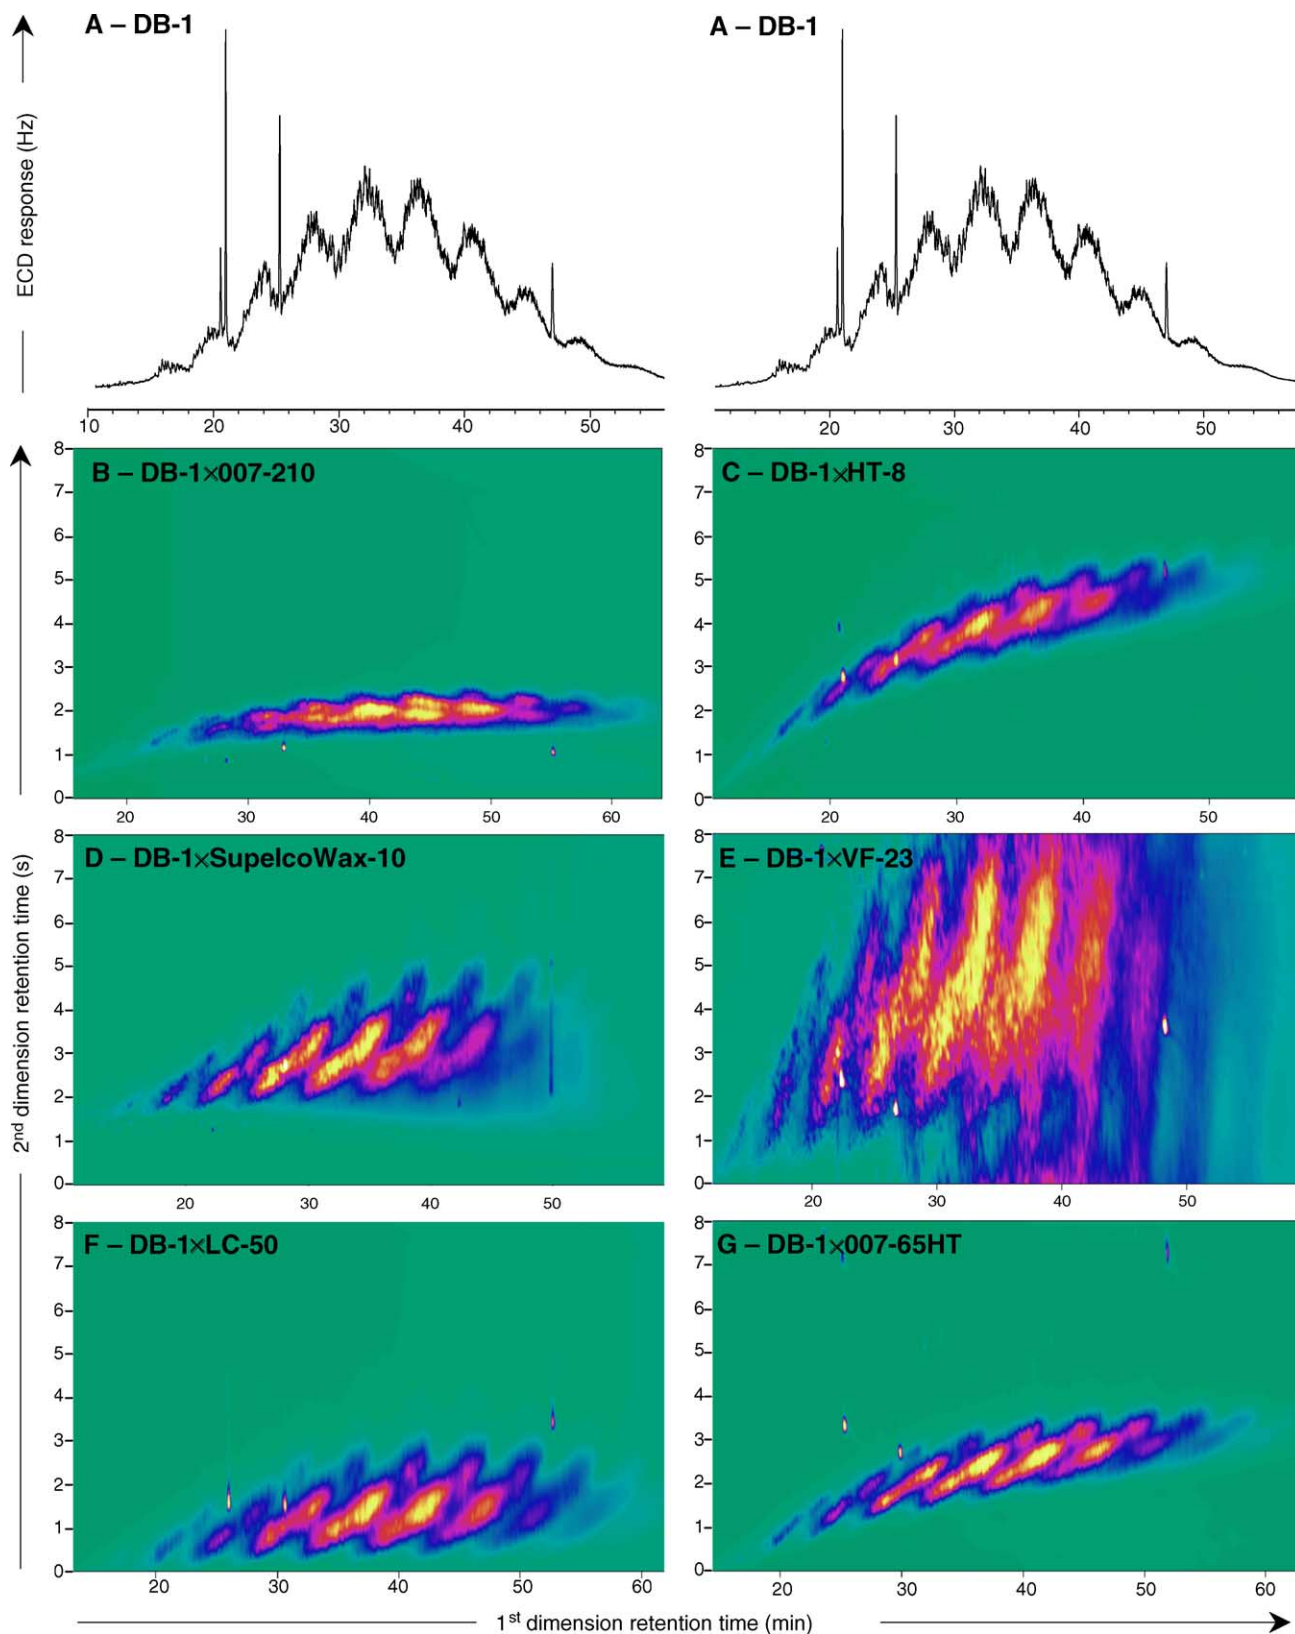 A – DB-1
A – DB-1
ECD response (Hz)
10 20 30 40 50
20 30 40 50
B – DB-1×007-210
8
7
6
5
4
3
2
1
0
20 30 40 50 60
C – DB-1×HT-8
8
7
6
5
4
3
2
1
0
20 30 40 50
2nd dimension retention time (s)
D – DB-1×SupelcoWax-10
8
7
6
5
4
3
2
1
0
20 30 40 50
E – DB-1×VF-23
8
7
6
5
4
3
2
1
0
20 30 40 50
F – DB-1×LC-50
8
7
6
5
4
3
2
1
0
20 30 40 50 60
G – DB-1×007-65HT
8
7
6
5
4
3
2
1
0
20 30 40 50 60
1st dimension retention time (min)